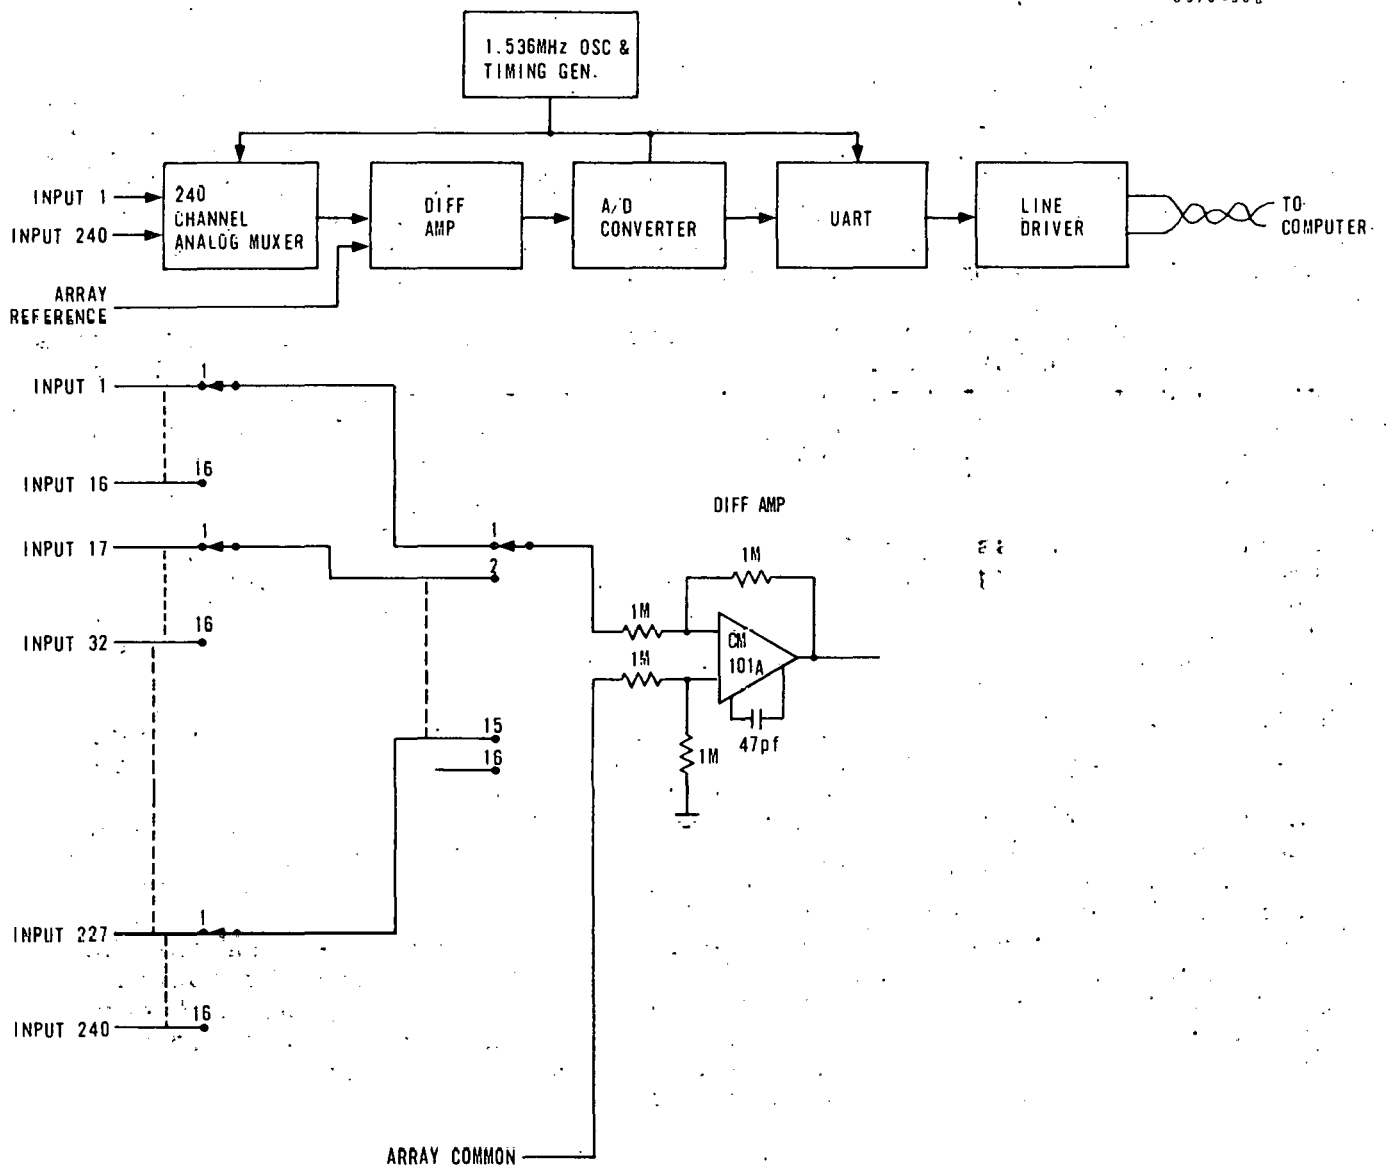 1.536MHz OSC &
TIMING GEN.
INPUT 1
INPUT 240
240
CHANNEL
ANALOG MUXER
DIFF
AMP
A/D
CONVERTER
UART
LINE
DRIVER
TO
COMPUTER
ARRAY
REFERENCE
INPUT 1
1
INPUT 16
16
DIFF AMP
INPUT 17
1
1
2
1M
INPUT 32
16
1M
CM
101A
1M
15
16
47pf
1M
INPUT 227
1
INPUT 240
16
ARRAY COMMON